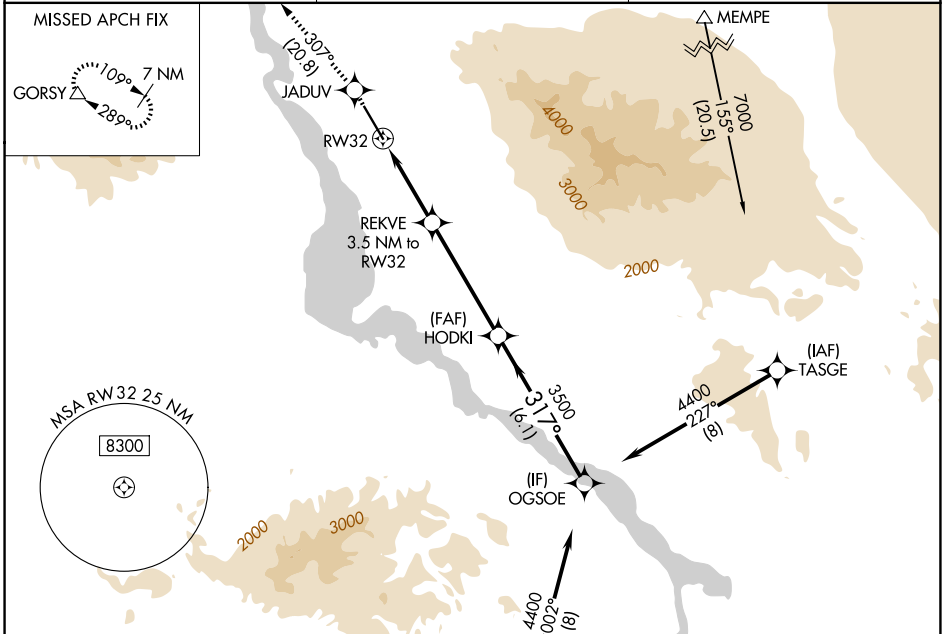 MISSED APCH FIX
GORSY
109°
7 NM
289°
307°
(20.8)
JADUV
RW32
MEMPE
7000
155°
(20.5)
4000
3000
2000
REKVE
3.5 NM to
RW32
(FAF)
HODKI
3500
317°
(6.1)
(IAF)
TASGE
4400
227°
(8)
(IF)
OGSOE
MSA RW32 25 NM
8300
2000
3000
4400
002°
(8)